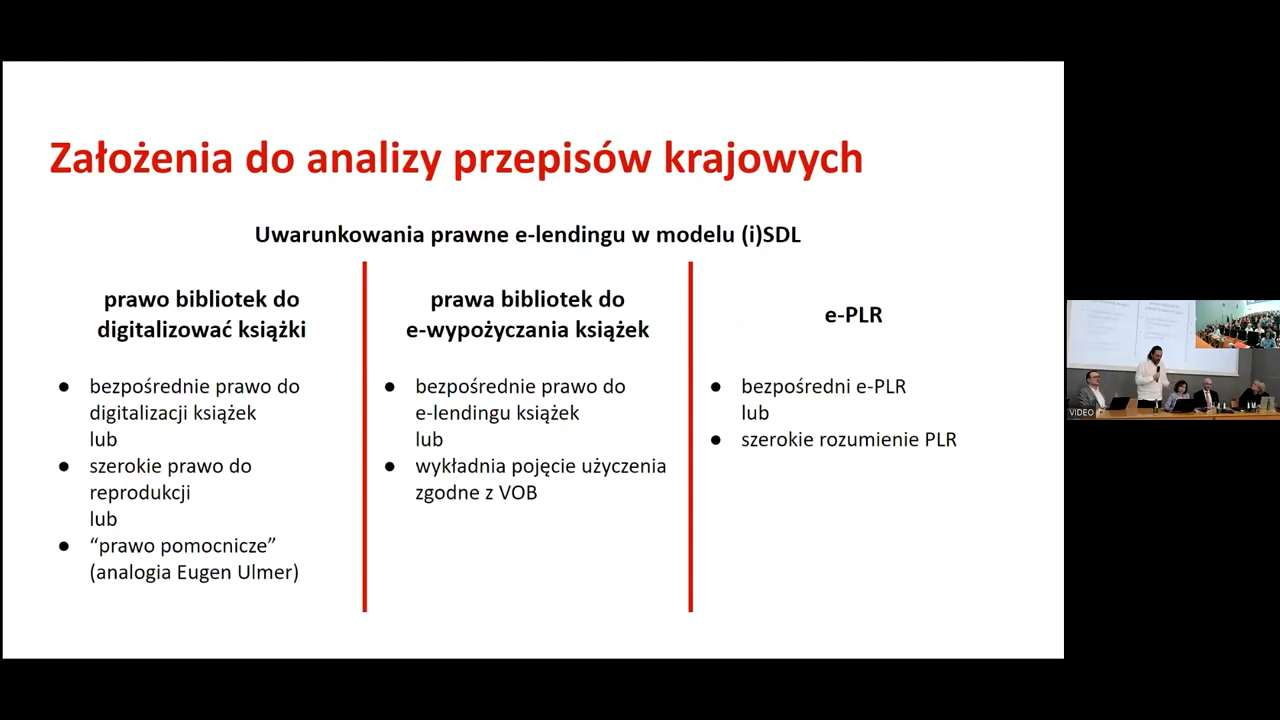 Założenia do analizy przepisów krajowych
Uwarunkowania prawne e-lendingu w modelu (i)SDL
prawo bibliotek do
digitalizować książki
● bezpośrednie prawo do
digitalizacji książek
lub
● szerokie prawo do
reprodukcji
lub
● “prawo pomocnicze”
(analogia Eugen Ulmer)
prawa bibliotek do
e-wypożyczania książek
● bezpośrednie prawo do
e-lendingu książek
lub
● wykładnia pojęcie użyczenia
zgodne z VOB
e-PLR
● bezpośredni e-PLR
lub
● szerokie rozumienie PLR
VIDEO